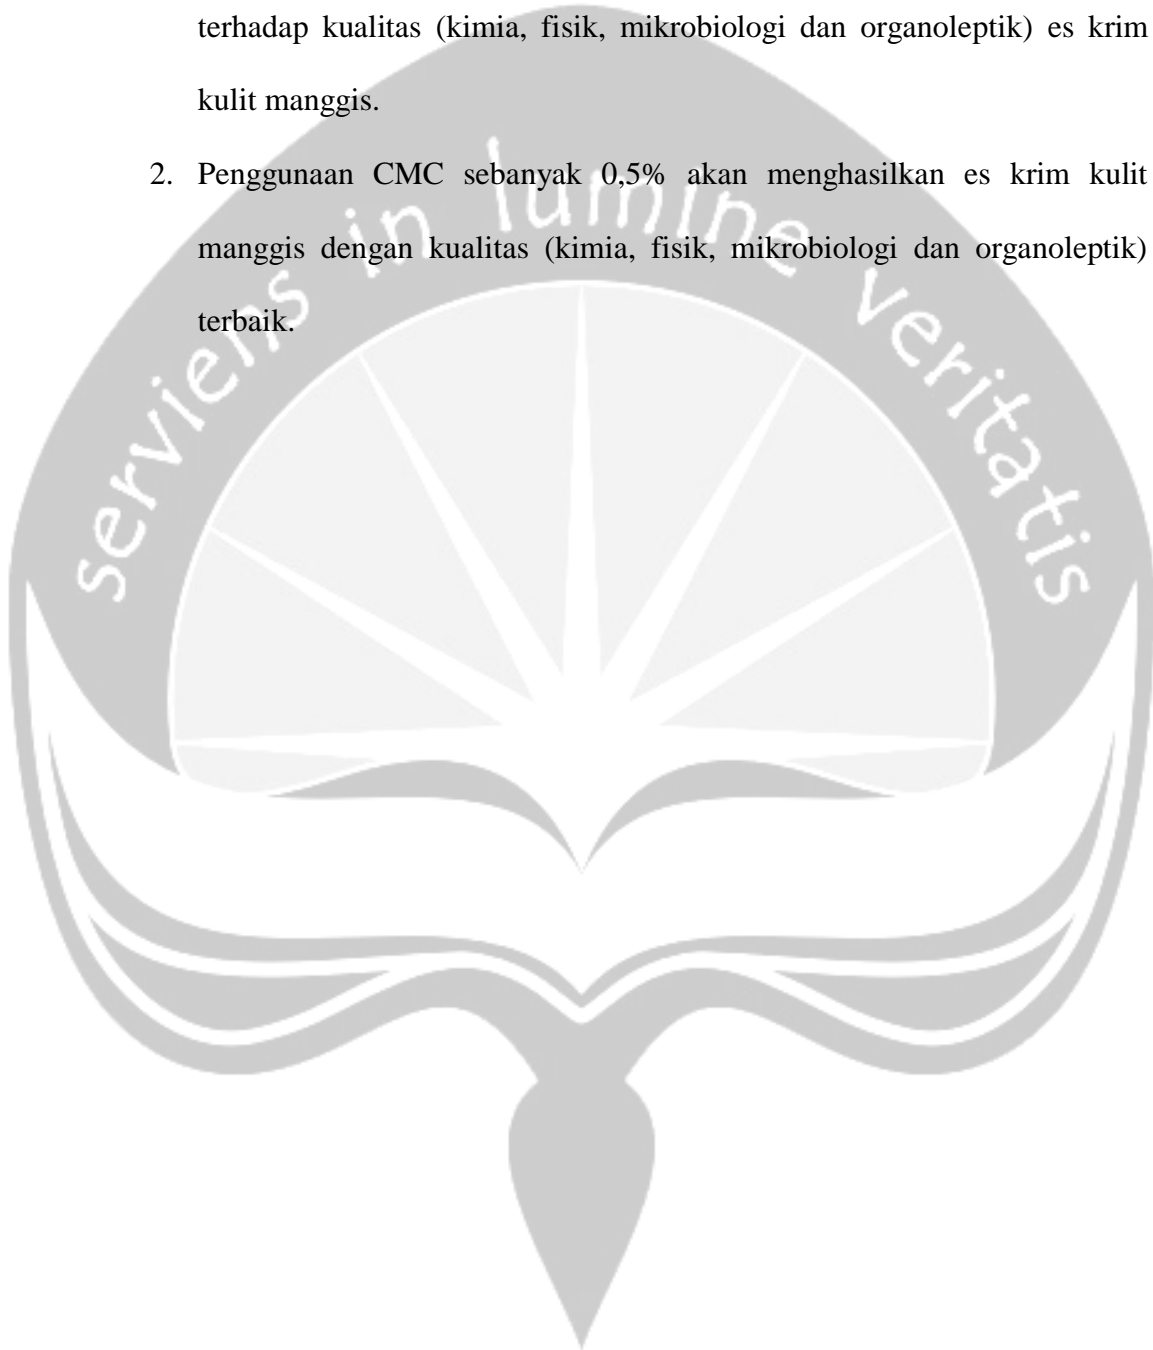 terhadap kualitas (kimia, fisik, mikrobiologi dan organoleptik) es krim
kulit manggis.
2. Penggunaan CMC sebanyak 0,5% akan menghasilkan es krim kulit
manggis dengan kualitas (kimia, fisik, mikrobiologi dan organoleptik)
terbaik.
serviens in lumine veritatis